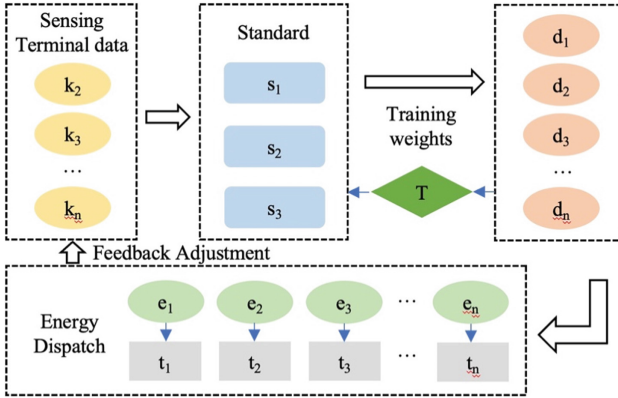 Sensing
Terminal data
k2
k3
...
kn
Standard
s1
s2
s3
Training
weights
T
d1
d2
d3
...
dn
Feedback Adjustment
Energy
Dispatch
e1 e2 e3 ... en
t1 t2 t3 ... tn